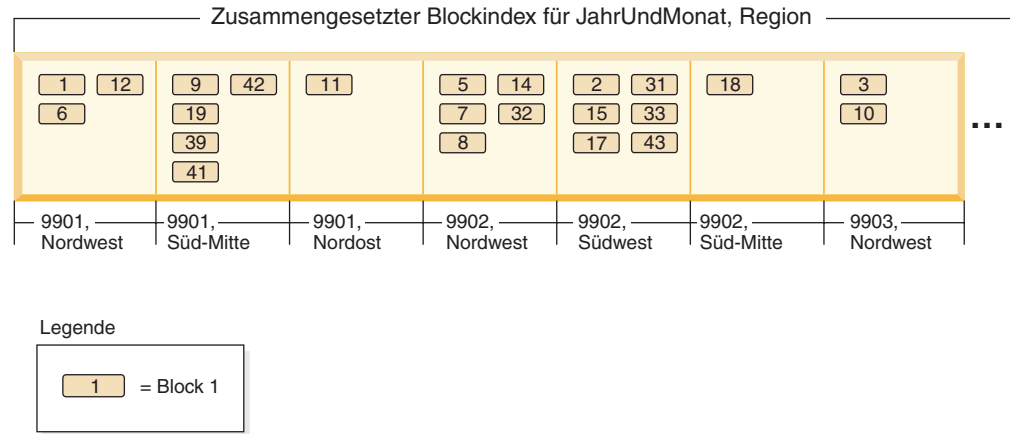 Zusammengesetzter Blockindex für JahrUndMonat, Region
1 12 9 42 11 5 14 2 31 18 3
6 19 7 32 15 33 10
39 8 17 43
41
...
9901, 9901, 9901, 9902, 9902, 9902, 9903,
Nordwest Süd-Mitte Nordost Nordwest Südwest Süd-Mitte Nordwest
Legende
1 = Block 1